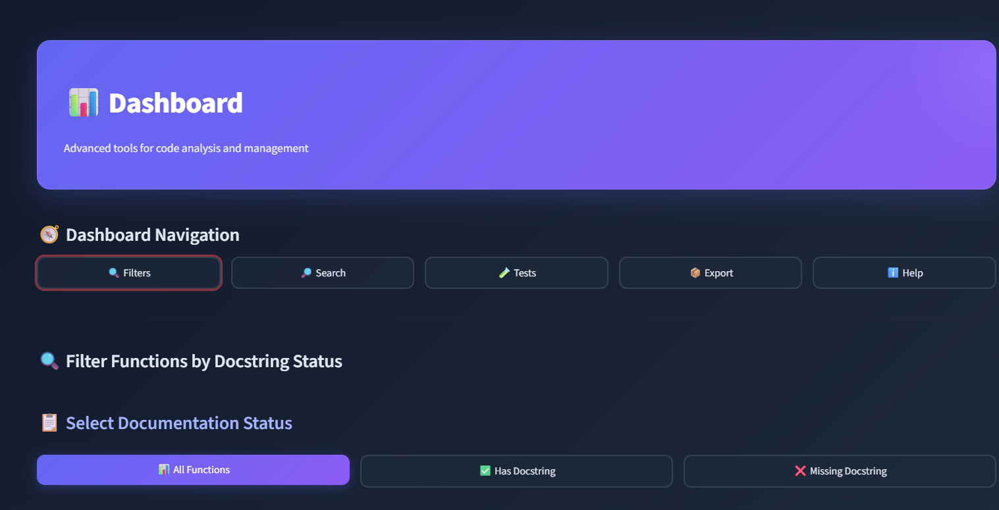 Dashboard
Advanced tools for code analysis and management
Dashboard Navigation
Filters
Search
Tests
Export
Help
Filter Functions by Docstring Status
Select Documentation Status
All Functions
Has Docstring
Missing Docstring